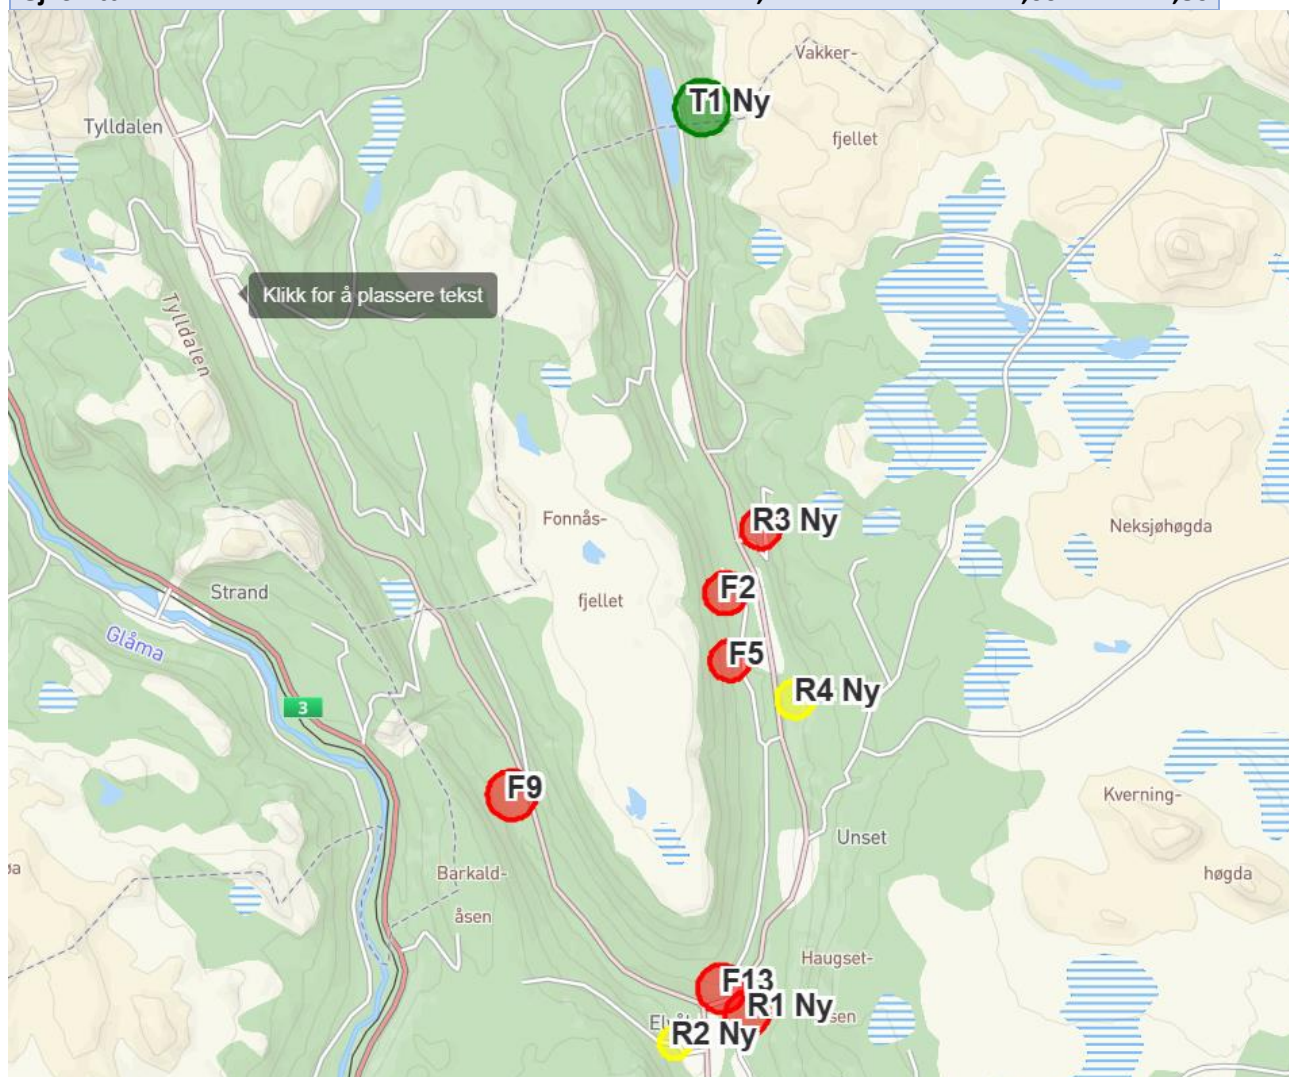 Vakker-
T1 Ny
Tylldalen
fjellet
Klikk for å plassere tekst
Tylldalen
Fonnås-
R3 Ny
Neksjøhøgda
F2
Strand
fjellet
Glåma
F5
R4 Ny
3
F9
Kverning-
Unset
Barkald-
høgda
åsen
Haugset-
F13
R1 Ny
sen
R2 Ny